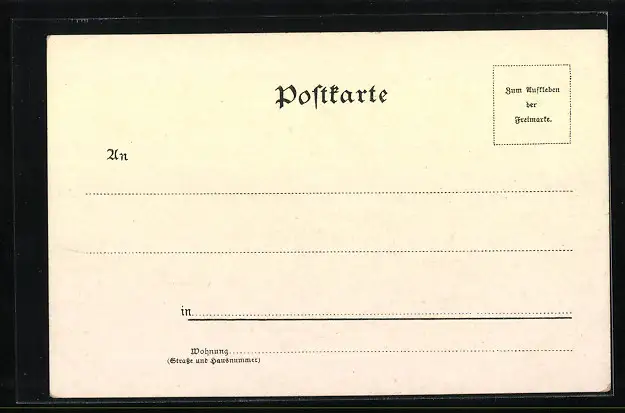 Postkarte
Zum Aufkleben
der
Freimarke.
An
in
Wohnung
(Straße und Hausnummer)